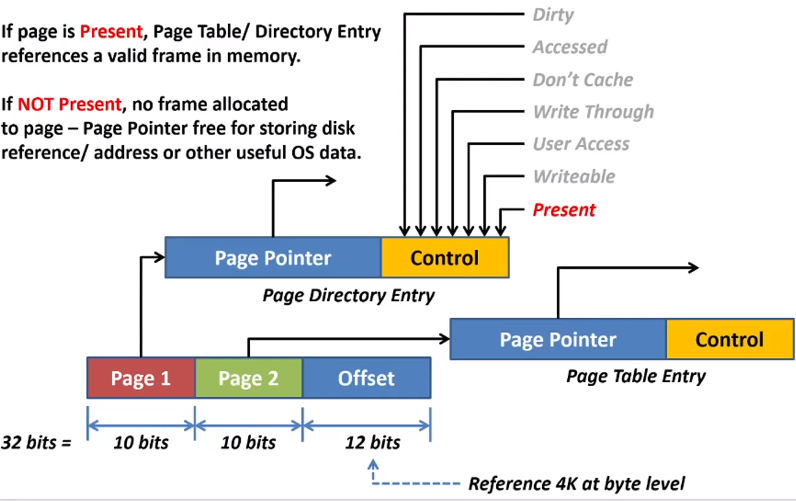 If page is Present, Page Table/ Directory Entry
references a valid frame in memory.
If NOT Present, no frame allocated
to page – Page Pointer free for storing disk
reference/ address or other useful OS data.
Dirty
Accessed
Don't Cache
Write Through
User Access
Writeable
Present
Page Pointer
Control
Page Directory Entry
Page Pointer
Control
Page Table Entry
Page 1
Page 2
Offset
32 bits =
10 bits
10 bits
12 bits
Reference 4K at byte level